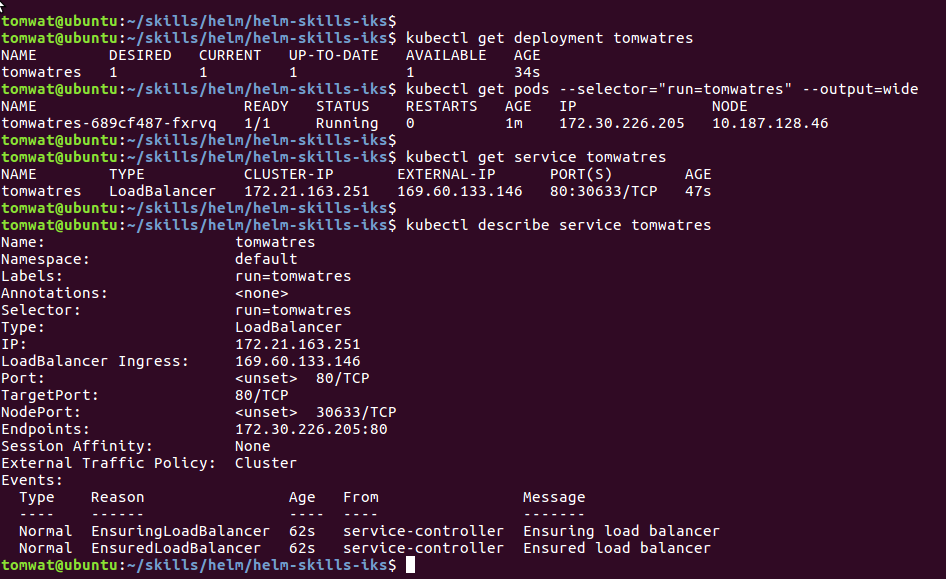 tomwat@ubuntu:~/skills/helm/helm-skills-iks$
tomwat@ubuntu:~/skills/helm/helm-skills-iks$ kubectl get deployment tomwatres
NAME        DESIRED   CURRENT   UP-TO-DATE   AVAILABLE   AGE
tomwatres   1         1         1            1           34s
tomwat@ubuntu:~/skills/helm/helm-skills-iks$ kubectl get pods --selector="run=tomwatres" --output=wide
NAME                       READY   STATUS    RESTARTS   AGE   IP               NODE
tomwatres-689cf487-fxrvq   1/1     Running   0          1m    172.30.226.205   10.187.128.46
tomwat@ubuntu:~/skills/helm/helm-skills-iks$
tomwat@ubuntu:~/skills/helm/helm-skills-iks$ kubectl get service tomwatres
NAME        TYPE           CLUSTER-IP      EXTERNAL-IP      PORT(S)        AGE
tomwatres   LoadBalancer   172.21.163.251   169.60.133.146   80:30633/TCP   47s
tomwat@ubuntu:~/skills/helm/helm-skills-iks$
tomwat@ubuntu:~/skills/helm/helm-skills-iks$ kubectl describe service tomwatres
Name:                     tomwatres
Namespace:                default
Labels:                   run=tomwatres
Annotations:              <none>
Selector:                 run=tomwatres
Type:                     LoadBalancer
IP:                       172.21.163.251
LoadBalancer Ingress:     169.60.133.146
Port:                     <unset>  80/TCP
TargetPort:               80/TCP
NodePort:                 <unset>  30633/TCP
Endpoints:                172.30.226.205:80
Session Affinity:         None
External Traffic Policy:  Cluster
Events:
  Type    Reason                Age   From                Message
  ----    ------                ----  ----                -------
  Normal  EnsuringLoadBalancer  62s   service-controller  Ensuring load balancer
  Normal  EnsuredLoadBalancer   62s   service-controller  Ensured load balancer
tomwat@ubuntu:~/skills/helm/helm-skills-iks$